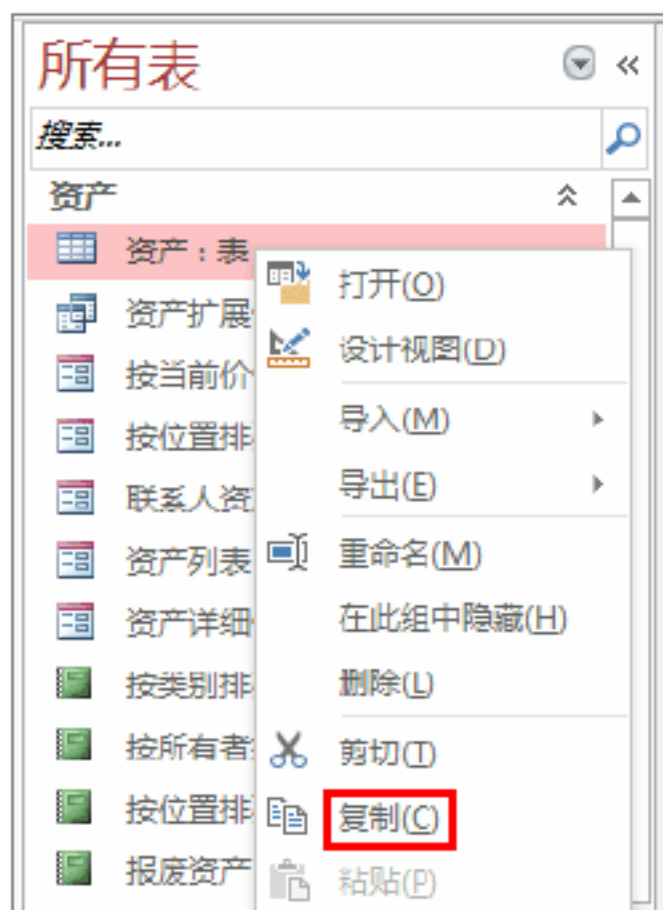 所有表
搜索...
资产
资产：表
资产扩展
按当前价
按位置排
联系人资
资产列表
资产详细
按类别排
按所有者
按位置排
报废资产
打开(O)
设计视图(D)
导入(M)
导出(E)
重命名(M)
在此组中隐藏(H)
删除(L)
剪切(T)
复制(C)
粘贴(P)